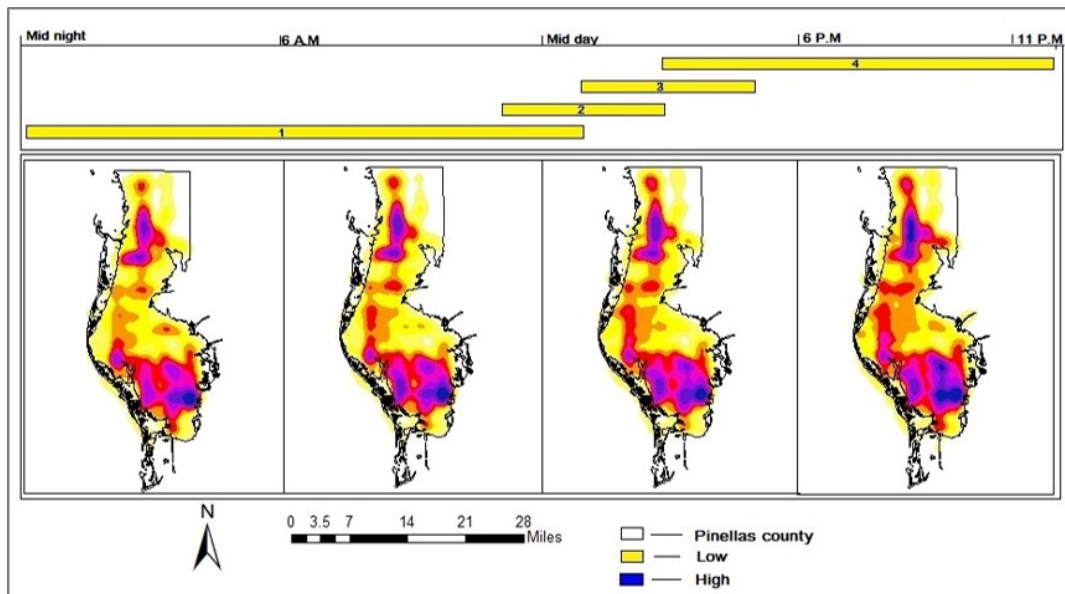 Mid night 6 A.M Mid day 6 P.M 11 P.M
4
3
2
1
N
0 3.5 7 14 21 28
Miles
Pinellas county
Low
High